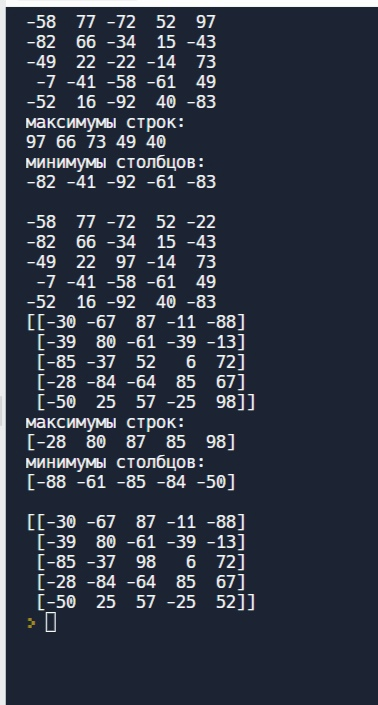 -58  77 -72  52  97
-82  66 -34  15 -43
-49  22 -22 -14  73
 -7 -41 -58 -61  49
-52  16 -92  40 -83
максимумы строк:
97 66 73 49 40
минимумы столбцов:
-82 -41 -92 -61 -83

-58  77 -72  52 -22
-82  66 -34  15 -43
-49  22  97 -14  73
 -7 -41 -58 -61  49
-52  16 -92  40 -83
[[-30 -67  87 -11 -88]
 [-39  80 -61 -39 -13]
 [-85 -37  52   6  72]
 [-28 -84 -64  85  67]
 [-50  25  57 -25  98]]
максимумы строк:
[-28  80  87  85  98]
минимумы столбцов:
[-88 -61 -85 -84 -50]

[[-30 -67  87 -11 -88]
 [-39  80 -61 -39 -13]
 [-85 -37  98   6  72]
 [-28 -84 -64  85  67]
 [-50  25  57 -25  52]]
>